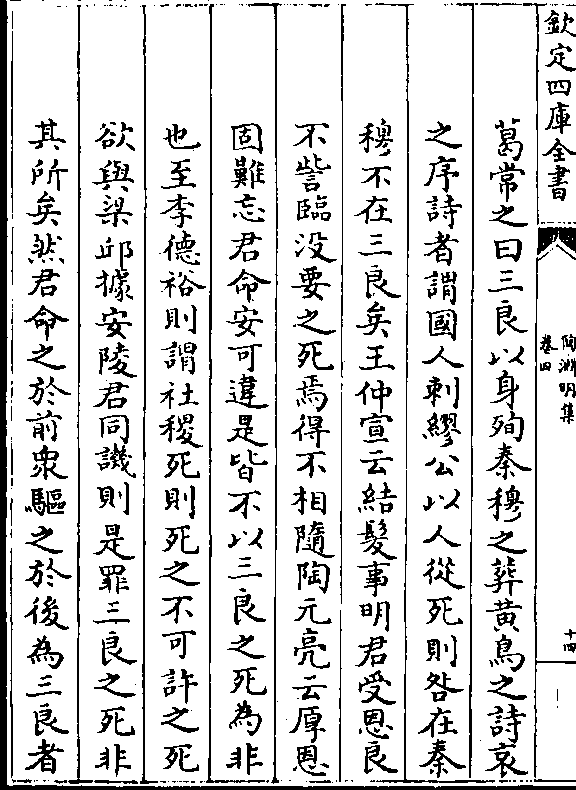 欽定四庫全書
陶淵明集
卷四
十四
葛常之曰三良以身殉秦穆之葬黄鳥之詩哀
之序詩者謂國人刺繆公以人從死則咎在秦
穆不在三良矣王仲宣云結髮事明君受恩良
不訾臨沒要之死焉得不相隨陶元亮云厚恩
固難忘君命安可違是皆不以三良之死為非
也至李德裕則謂社稷死則死之不可許之死
欲與梁邱據安陵君同譏則是罪三良之死非
其所矣然君命之於前衆驅之於後為三良者